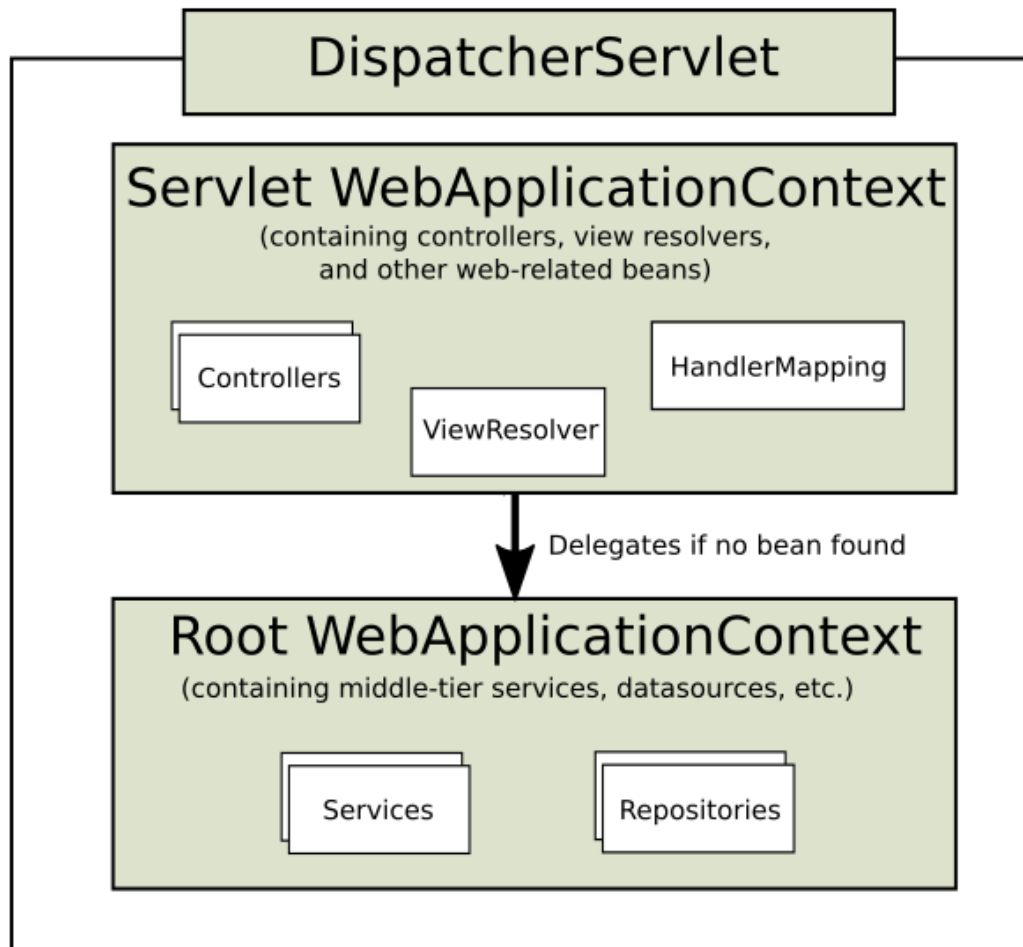 DispatcherServlet
Servlet WebApplicationContext
(containing controllers, view resolvers,
and other web-related beans)
Controllers
HandlerMapping
ViewResolver
Delegates if no bean found
Root WebApplicationContext
(containing middle-tier services, datasources, etc.)
Services
Repositories